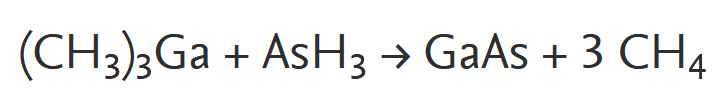 (CH₃)₃Ga + AsH₃ → GaAs + 3 CH₄